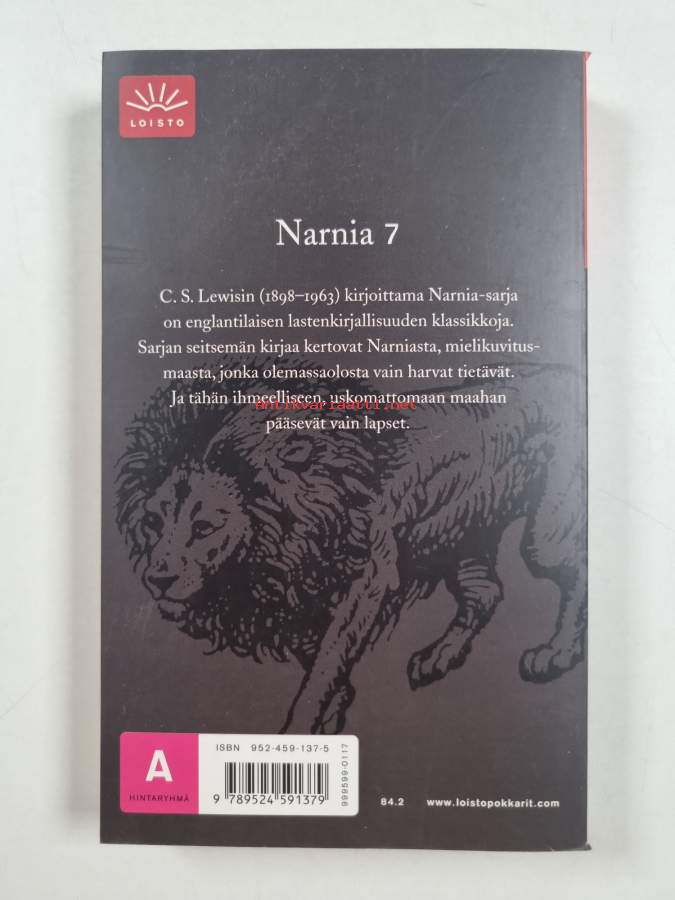 LOISTO
Narnia 7
C. S. Lewisin (1898–1963) kirjoittama Narnia-sarja
on englantilaisen lastenkirjallisuuden klassikkoja.
Sarjan seitsemän kirjaa kertovat Narniasta, mielikuvitus-
maasta, jonka olemassaolosta vain harvat tietävät.
Ja tähän ihmeelliseen, uskomattomaan maahan
antikvariaatti.net
pääsevät vain lapset.
A
HINTARYHMÄ
ISBN 952-459-137-5
9 789524 591379
999599-0117
84.2 www.loistopokkarit.com